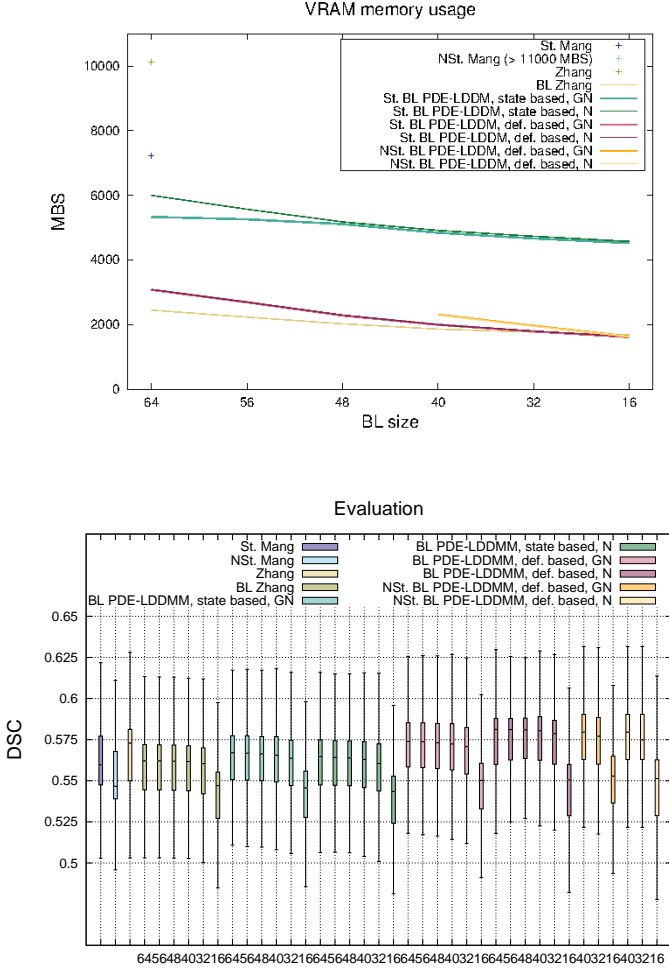 VRAM memory usage
10000
8000
6000
4000
2000
0
MBS
St. Mang
NSt. Mang (> 11000 MBS)
Zhang
BL Zhang
St. BL PDE-LDDM, state based, GN
St. BL PDE-LDDM, state based, N
St. BL PDE-LDDM, def. based, GN
St. BL PDE-LDDM, def. based, N
NSt. BL PDE-LDDM, def. based, GN
NSt. BL PDE-LDDM, def. based, N
64 56 48 40 32 16
BL size
Evaluation
St. Mang
NSt. Mang
Zhang
BL Zhang
BL PDE-LDDMM, state based, GN
BL PDE-LDDMM, state based, N
BL PDE-LDDMM, def. based, GN
BL PDE-LDDMM, def. based, N
NSt. BL PDE-LDDMM, def. based, GN
NSt. BL PDE-LDDMM, def. based, N
0.65
0.625
0.6
0.575
0.55
0.525
0.5
DSC
645648403216645648403216645648403216645648403216645648403216403216403216